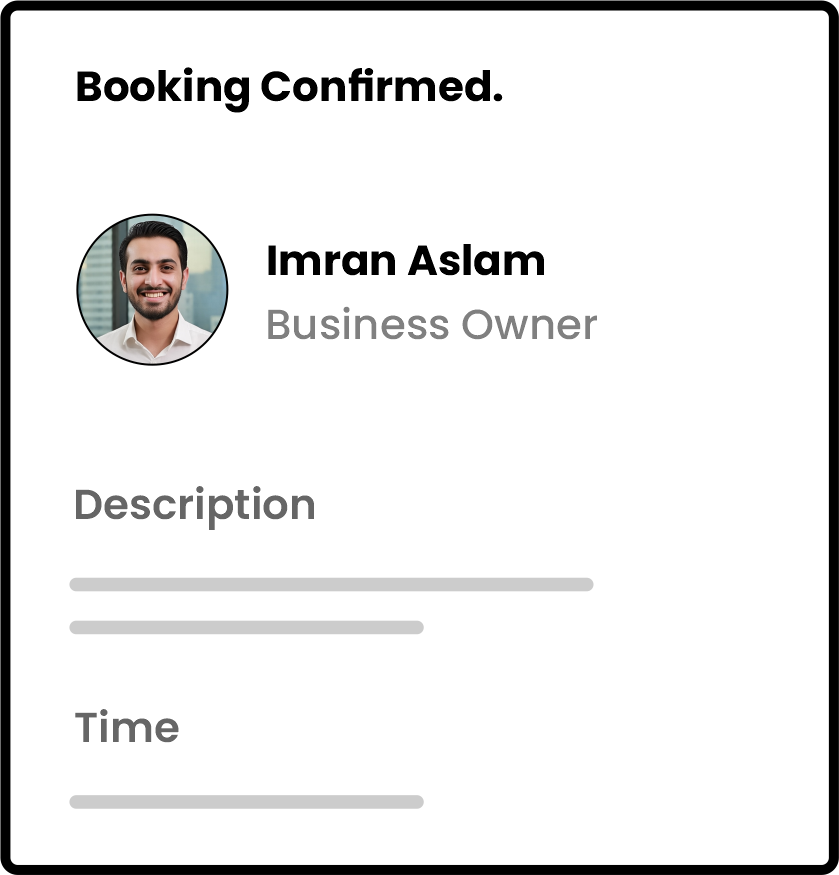 Booking Confirmed.
Imran Aslam
Business Owner
Description
Time